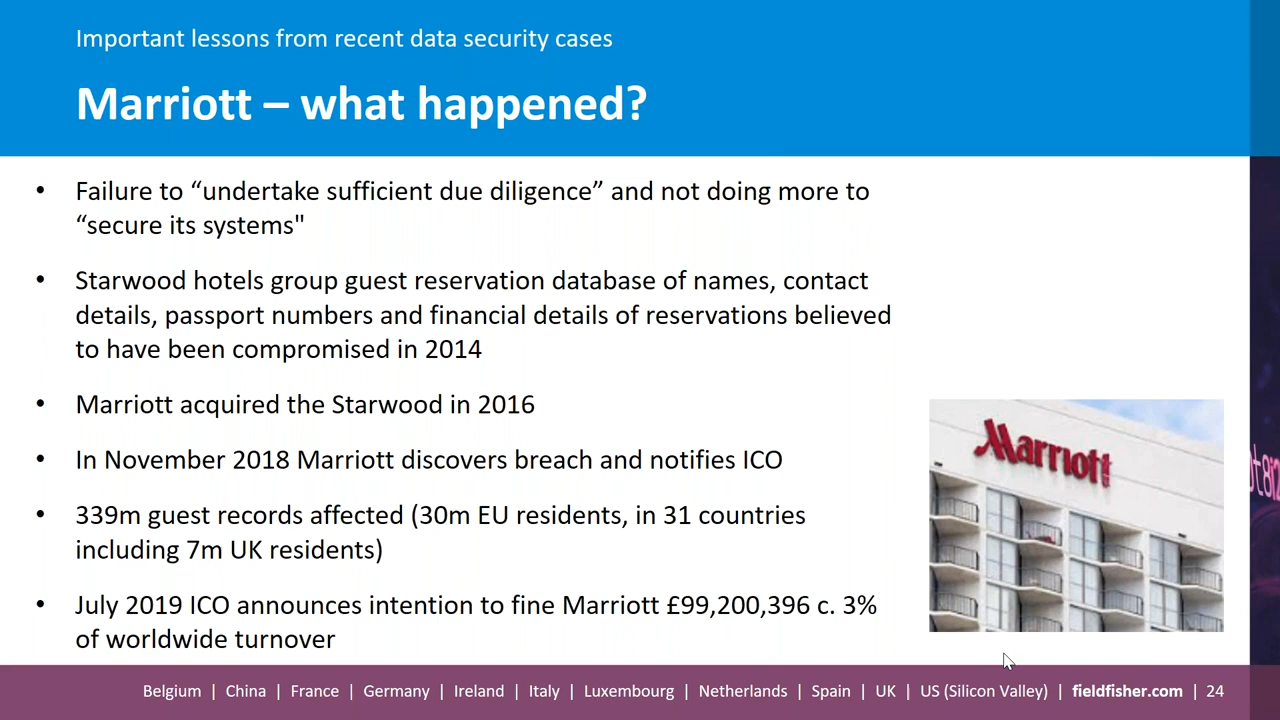 Important lessons from recent data security cases
Marriott – what happened?
• Failure to “undertake sufficient due diligence” and not doing more to
“secure its systems"
• Starwood hotels group guest reservation database of names, contact
details, passport numbers and financial details of reservations believed
to have been compromised in 2014
• Marriott acquired the Starwood in 2016
• In November 2018 Marriott discovers breach and notifies ICO
• 339m guest records affected (30m EU residents, in 31 countries
including 7m UK residents)
• July 2019 ICO announces intention to fine Marriott £99,200,396 c. 3%
of worldwide turnover
Marriott
Belgium | China | France | Germany | Ireland | Italy | Luxembourg | Netherlands | Spain | UK | US (Silicon Valley) | fieldfisher.com | 24